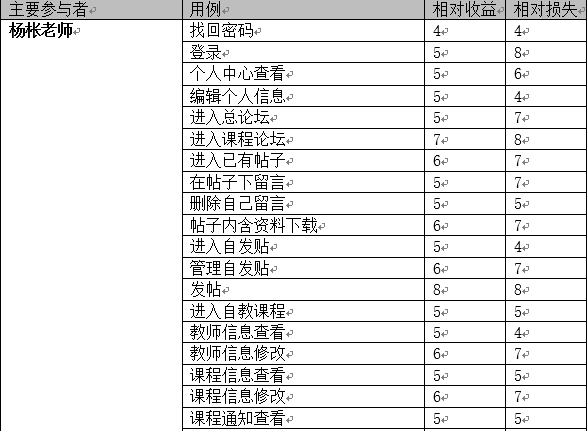 主要参与者 用例 相对收益 相对损失
杨枨老师 找回密码 4 4
登录 5 8
个人中心查看 5 6
编辑个人信息 5 4
进入总论坛 5 7
进入课程论坛 7 8
进入已有帖子 6 7
在帖子下留言 5 7
删除自己留言 5 5
帖子内含资料下载 6 7
进入自发贴 5 4
管理自发贴 6 7
发帖 8 8
进入自教课程 5 5
教师信息查看 5 4
教师信息修改 6 7
课程信息查看 5 5
课程信息修改 6 7
课程通知查看 5 5